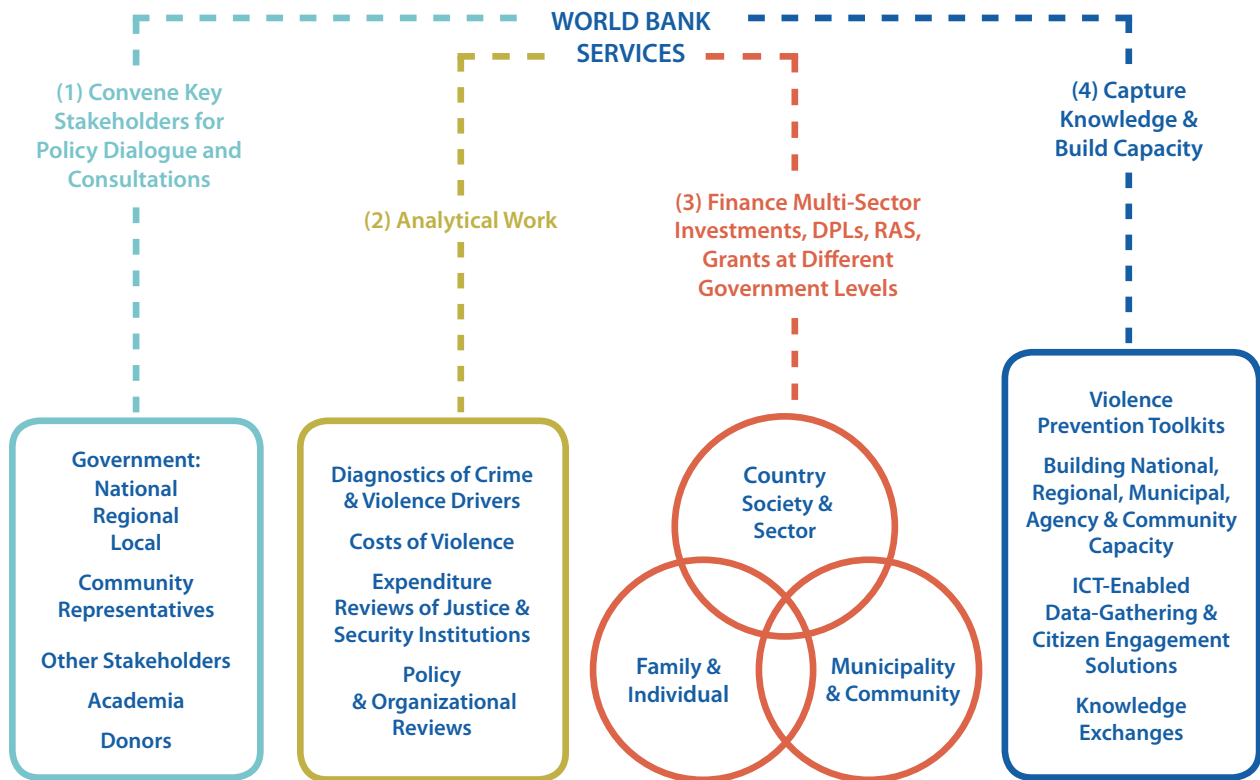 WORLD BANK
SERVICES
(1) Convene Key
Stakeholders for
Policy Dialogue and
Consultations
Government:
National
Regional
Local
Community
Representatives
Other Stakeholders
Academia
Donors
(2) Analytical Work
Diagnostics of Crime
& Violence Drivers
Costs of Violence
Expenditure
Reviews of Justice &
Security Institutions
Policy
& Organizational
Reviews
(3) Finance Multi-Sector
Investments, DPLs, RAS,
Grants at Different
Government Levels
Country
Society &
Sector
Family &
Individual
Municipality
& Community
(4) Capture
Knowledge &
Build Capacity
Violence
Prevention Toolkits
Building National,
Regional, Municipal,
Agency & Community
Capacity
ICT-Enabled
Data-Gathering &
Citizen Engagement
Solutions
Knowledge
Exchanges